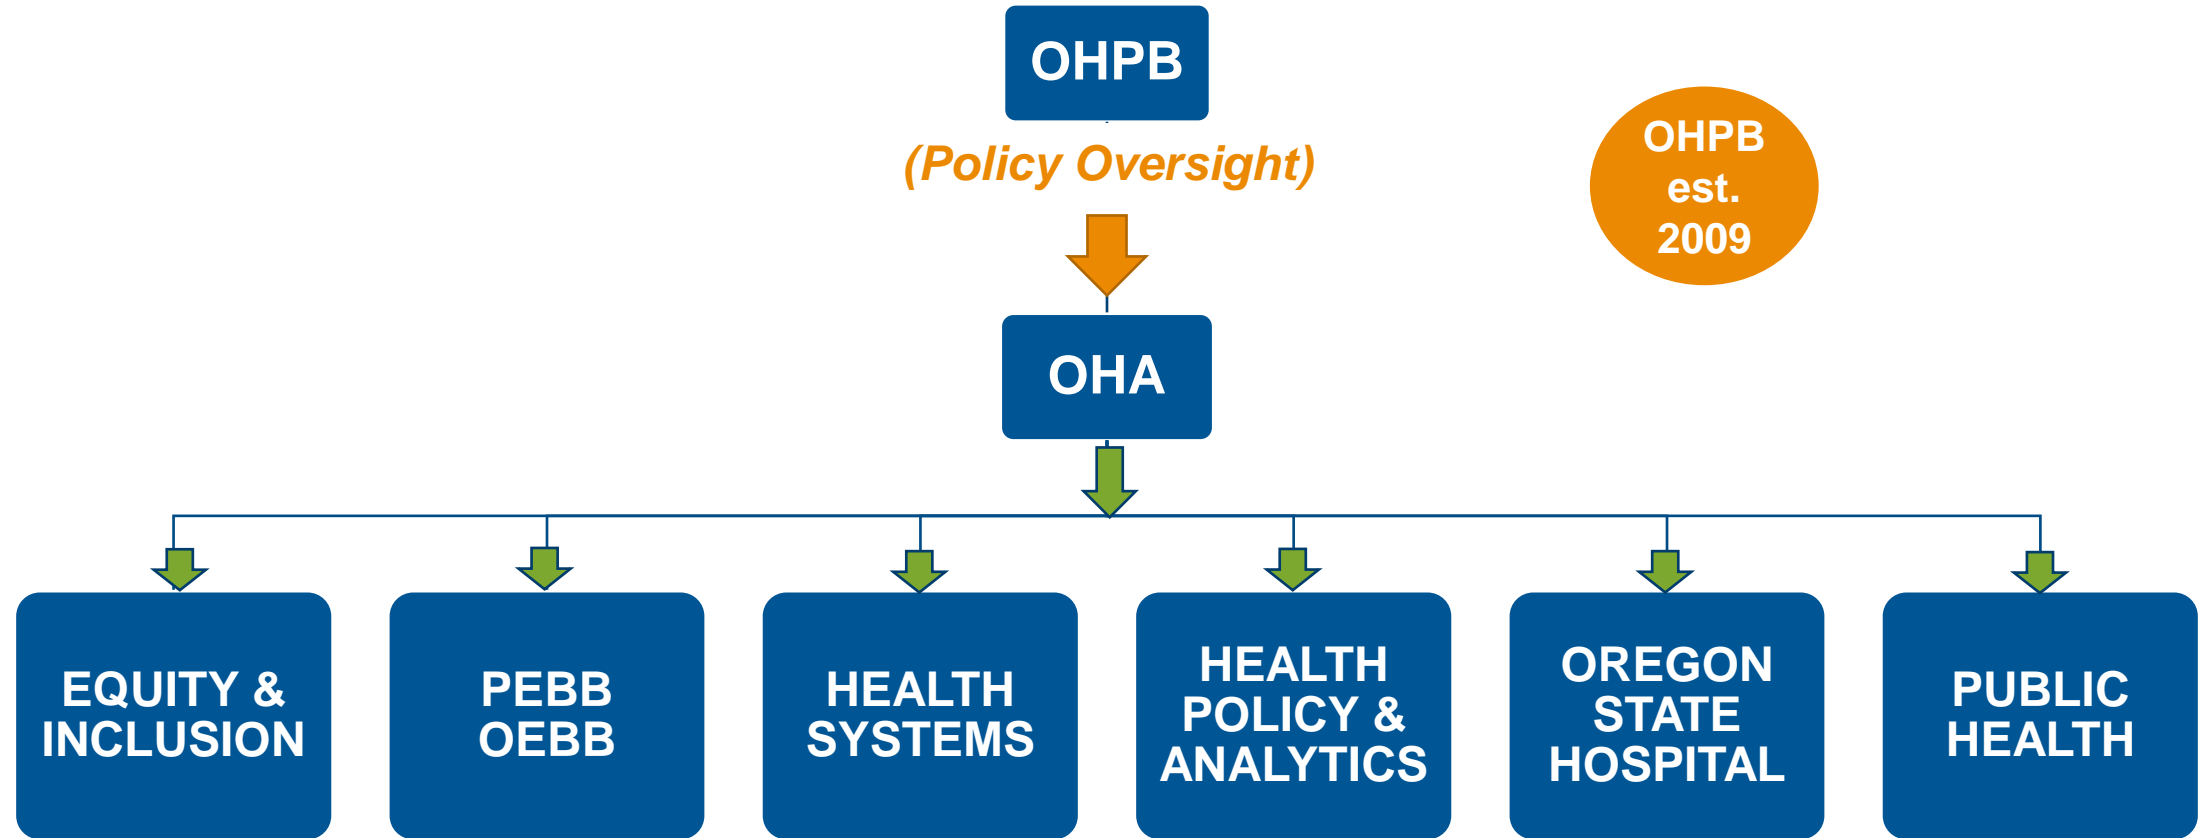 OHPB
(Policy Oversight)
OHPB
est.
2009
OHA
EQUITY &
INCLUSION
PEBB
OEBB
HEALTH
SYSTEMS
HEALTH
POLICY &
ANALYTICS
OREGON
STATE
HOSPITAL
PUBLIC
HEALTH